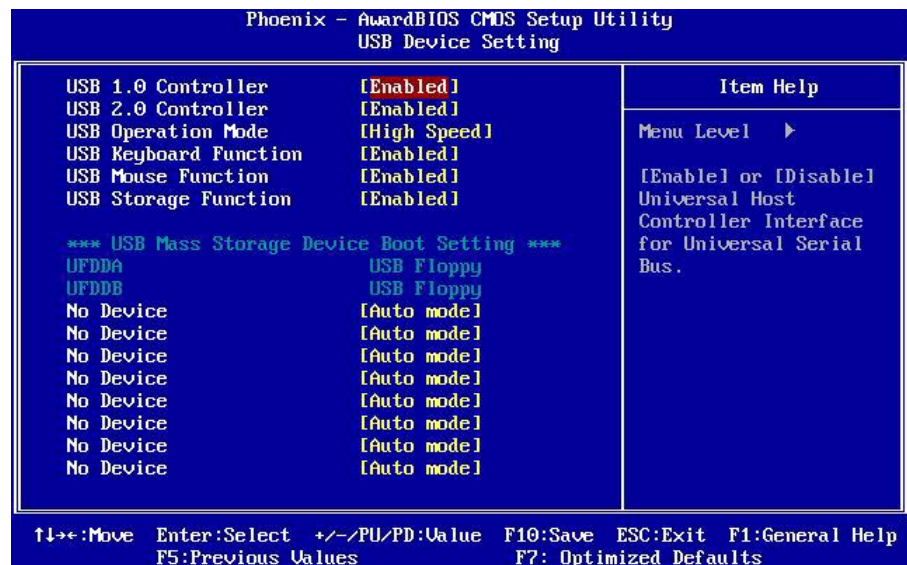 Phoenix - AwardBIOS CMOS Setup Utility
USB Device Setting
USB 1.0 Controller [Enabled]
USB 2.0 Controller [Enabled]
USB Operation Mode [High Speed]
USB Keyboard Function [Enabled]
USB Mouse Function [Enabled]
USB Storage Function [Enabled]
*** USB Mass Storage Device Boot Setting ***
UFDDA USB Floppy
UFDDB USB Floppy
No Device [Auto mode]
No Device [Auto mode]
No Device [Auto mode]
No Device [Auto mode]
No Device [Auto mode]
No Device [Auto mode]
No Device [Auto mode]
No Device [Auto mode]
Item Help
Menu Level ▶
[Enable] or [Disable]
Universal Host
Controller Interface
for Universal Serial
Bus.
↑↓→←:Move Enter:Select +/-/PU/PD:Value F10:Save ESC:Exit F1:General Help
F5:Previous Values F7: Optimized Defaults